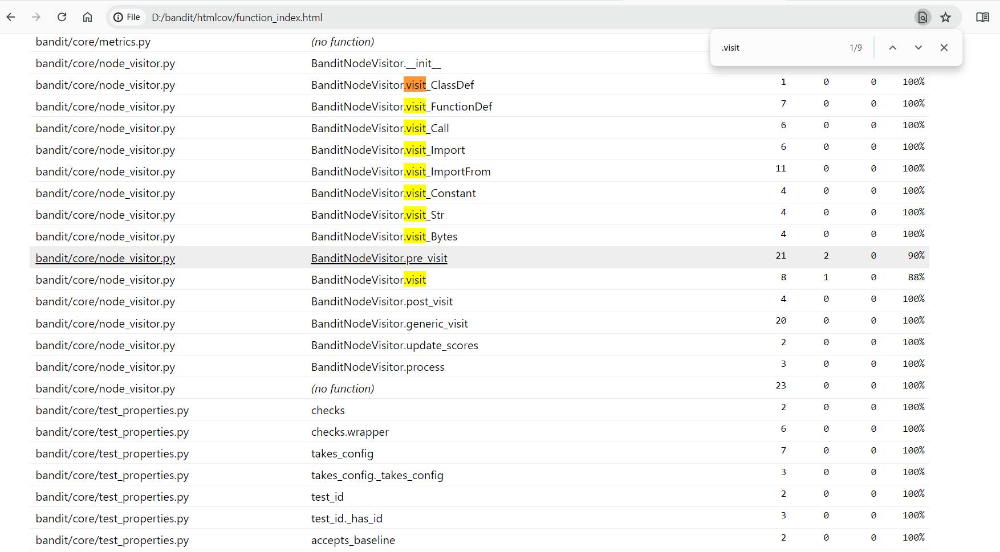 File D:/bandit/htmlcov/function_index.html
.visit 1/9
bandit/core/metrics.py (no function)
bandit/core/node_visitor.py BanditNodeVisitor.__init__
bandit/core/node_visitor.py BanditNodeVisitor.visit_ClassDef 1 0 0 100%
bandit/core/node_visitor.py BanditNodeVisitor.visit_FunctionDef 7 0 0 100%
bandit/core/node_visitor.py BanditNodeVisitor.visit_Call 6 0 0 100%
bandit/core/node_visitor.py BanditNodeVisitor.visit_Import 6 0 0 100%
bandit/core/node_visitor.py BanditNodeVisitor.visit_ImportFrom 11 0 0 100%
bandit/core/node_visitor.py BanditNodeVisitor.visit_Constant 4 0 0 100%
bandit/core/node_visitor.py BanditNodeVisitor.visit_Str 4 0 0 100%
bandit/core/node_visitor.py BanditNodeVisitor.visit_Bytes 4 0 0 100%
bandit/core/node_visitor.py BanditNodeVisitor.pre_visit 21 2 0 90%
bandit/core/node_visitor.py BanditNodeVisitor.visit 8 1 0 88%
bandit/core/node_visitor.py BanditNodeVisitor.post_visit 4 0 0 100%
bandit/core/node_visitor.py BanditNodeVisitor.generic_visit 20 0 0 100%
bandit/core/node_visitor.py BanditNodeVisitor.update_scores 2 0 0 100%
bandit/core/node_visitor.py BanditNodeVisitor.process 3 0 0 100%
bandit/core/node_visitor.py (no function) 23 0 0 100%
bandit/core/test_properties.py checks 2 0 0 100%
bandit/core/test_properties.py checks.wrapper 6 0 0 100%
bandit/core/test_properties.py takes_config 7 0 0 100%
bandit/core/test_properties.py takes_config._takes_config 3 0 0 100%
bandit/core/test_properties.py test_id 2 0 0 100%
bandit/core/test_properties.py test_id._has_id 3 0 0 100%
bandit/core/test_properties.py accepts_baseline 2 0 0 100%